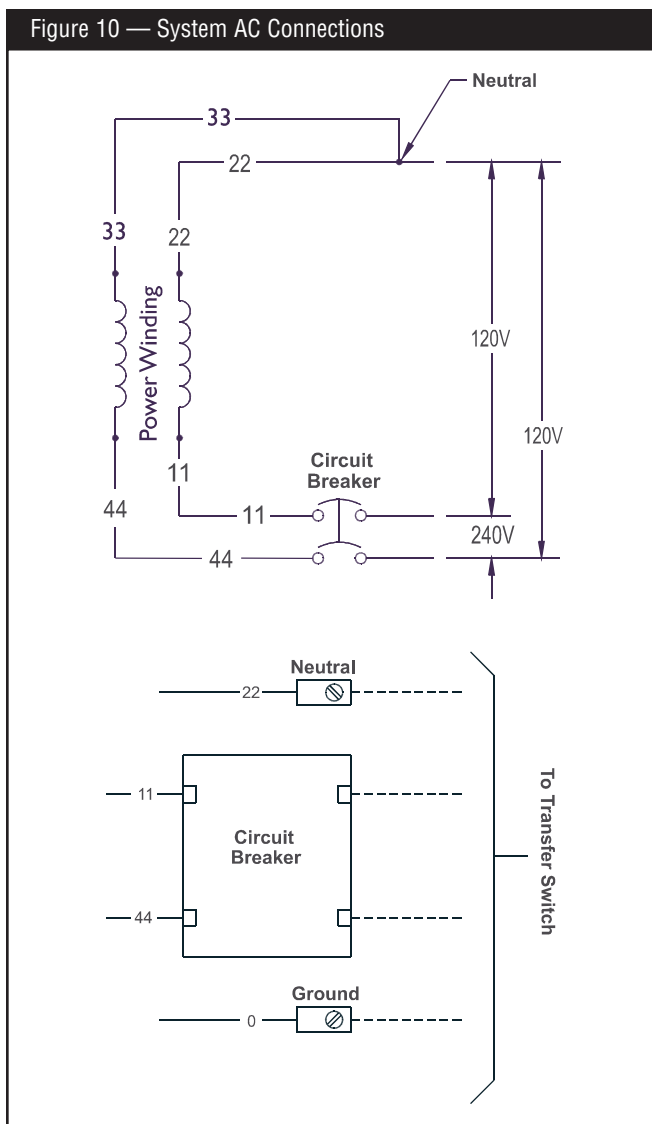 Figure 10 — System AC Connections
Neutral
33
22
33
22
Power Winding
120V
120V
Circuit
Breaker
11
44
11
240V
44
Neutral
22
11
Circuit
Breaker
44
To Transfer Switch
Ground
0